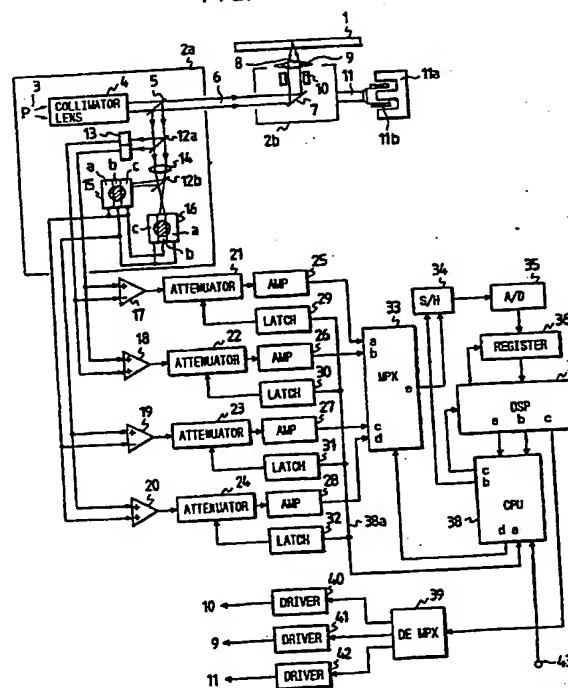 1
2a
8
9
3
4
COLLIMATOR
LENS
5
6
10
7
11
11a
11b
2b
P
13
12a
a b c
14
15
12b
16
c a
b
17
21
ATTENUATOR
25
AMP
29
LATCH
18
22
ATTENUATOR
26
AMP
30
LATCH
19
23
ATTENUATOR
27
AMP
31
LATCH
20
24
ATTENUATOR
28
AMP
32
LATCH
33
a
b
MPX
e
c
d
34
S/H
35
A/D
36
REGISTER
DSP
a b c
c
b
CPU
38
d a
38a
40
10
DRIVER
39
DE MPX
41
9
DRIVER
42
11
DRIVER
43